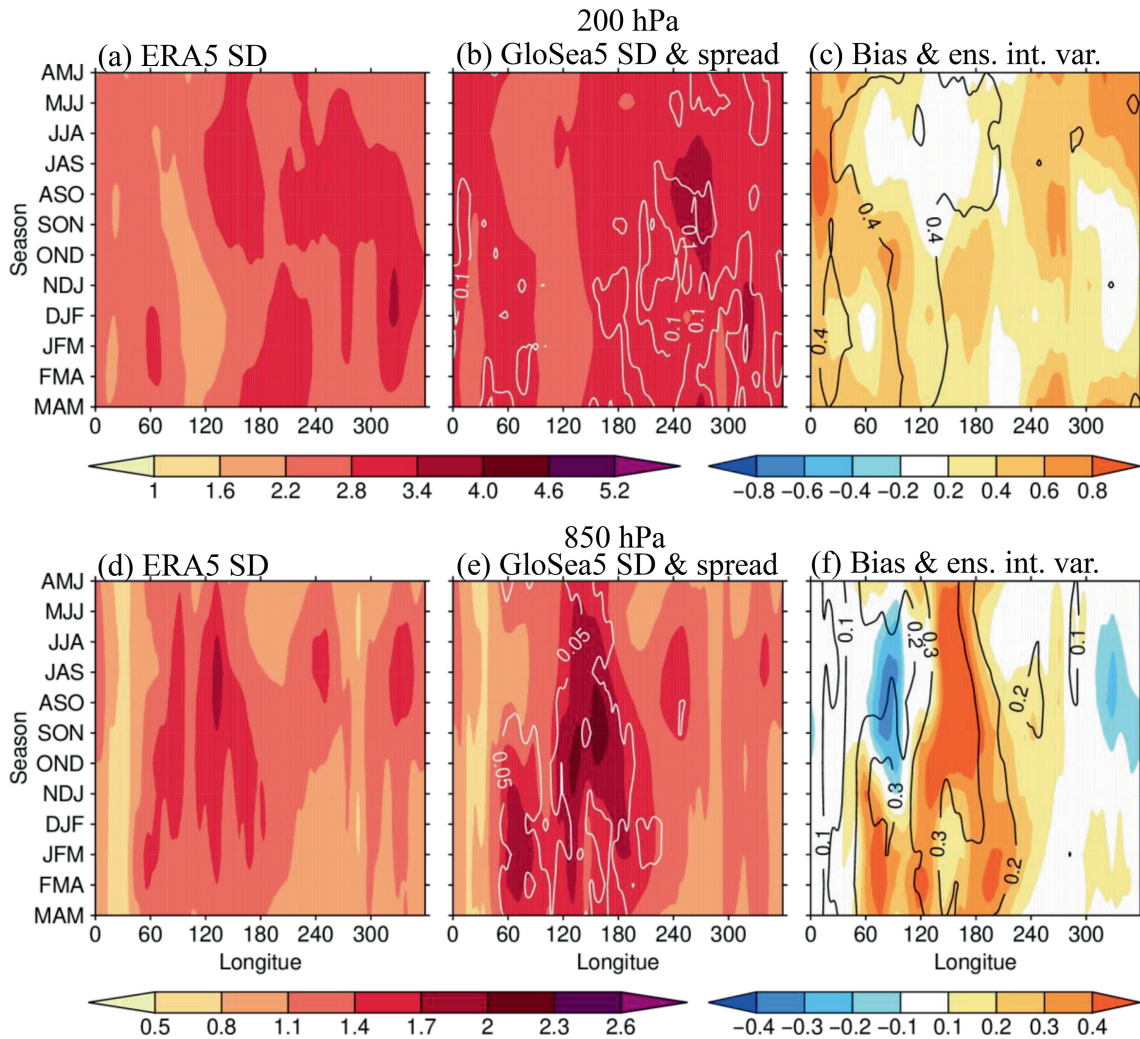 200 hPa
(a) ERA5 SD
(b) GloSea5 SD & spread
(c) Bias & ens. int. var.
Season
AMJ
MJJ
JJA
JAS
ASO
SON
OND
NDJ
DJF
JFM
FMA
MAM
0.1
0.1
0.1
0.1
0.4
0.4
0.4
0 60 120 180 240 300
0 60 120 180 240 300
0 60 120 180 240 300
1 1.6 2.2 2.8 3.4 4.0 4.6 5.2
−0.8 −0.6 −0.4 −0.2 0.2 0.4 0.6 0.8
850 hPa
(d) ERA5 SD
(e) GloSea5 SD & spread
(f) Bias & ens. int. var.
Season
AMJ
MJJ
JJA
JAS
ASO
SON
OND
NDJ
DJF
JFM
FMA
MAM
0.05
0.05
0.1
0.2
0.3
0.1
0.2
0.3
0.1
0.3
0.2
0 60 120 180 240 300
0 60 120 180 240 300
0 60 120 180 240 300
Longitue
Longitue
Longitue
0.5 0.8 1.1 1.4 1.7 2 2.3 2.6
−0.4 −0.3 −0.2 −0.1 0.1 0.2 0.3 0.4